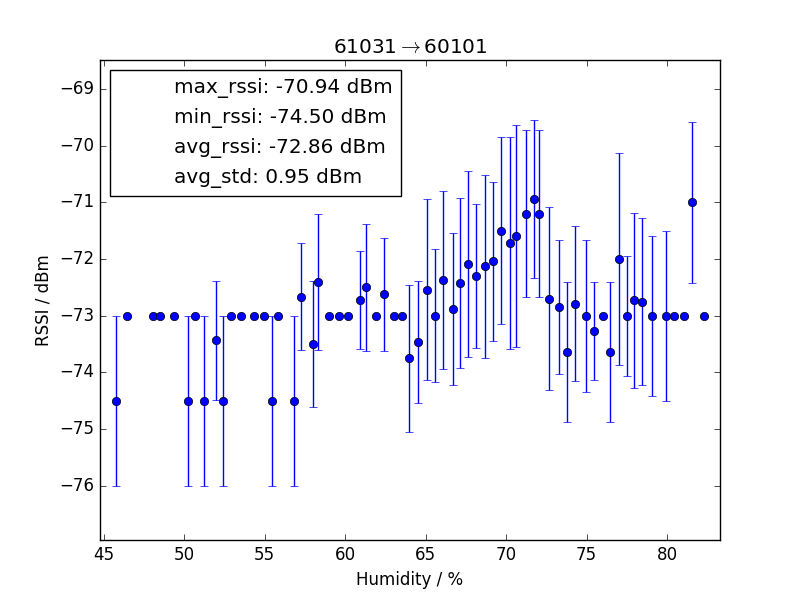 61031→60101
max_rssi: -70.94 dBm
min_rssi: -74.50 dBm
avg_rssi: -72.86 dBm
avg_std: 0.95 dBm
RSSI / dBm
−69
−70
−71
−72
−73
−74
−75
−76
45 50 55 60 65 70 75 80
Humidity / %